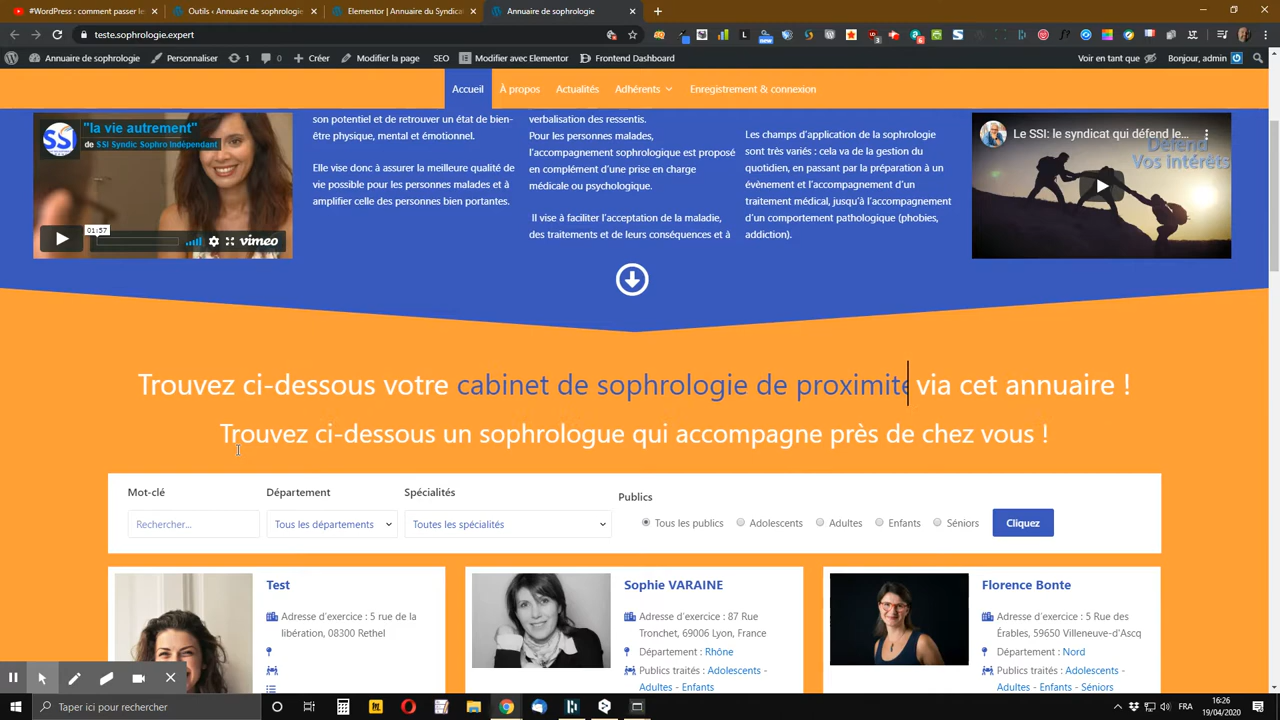 #WordPress : les
Outils ‹ Annuaire de sophrologie
Annuaire de sophrologie
teste.sophrologie.expert
Annuaire de sophrologie
Personnaliser
1
0
Créer
Modifier la page
SEO
Modifier avec Elementor
Frontend Dashboard
Voir en tant que
Bonjour, admin
Accueil
À propos
Actualités
Adhérents
Enregistrement & connexion
"la vie autrement"
de SSI Syndic Sophro Indépendant
01:57
vimeo
son potentiel et de retrouver un état de bien-
être physique, mental et émotionnel.
Elle vise donc à assurer la meilleure qualité de
vie possible pour les personnes malades et à
amplifier celle des personnes bien portantes.
verbalisation des ressentis.
Pour les personnes malades,
l'accompagnement sophrologique est proposé
en complément d'une prise en charge
médicale ou psychologique.
Il vise à faciliter l'acceptation de la maladie,
des traitements et de leurs conséquences et à
Les champs d'application de la sophrologie
sont très variés : cela va de la gestion du
quotidien, en passant par la préparation à un
évènement et l'accompagnement d'un
traitement médical, jusqu'à l'accompagnement
d'un comportement pathologique (phobies,
addiction).
Le SSI: le syndicat qui défend le...
Défend
Vos intérêts
Trouvez ci-dessous votre cabinet de sophrologie de proximité via cet annuaire !
Trouvez ci-dessous un sophrologue qui accompagne près de chez vous !
Mot-clé
Rechercher...
Département
Tous les départements
Spécialités
Toutes les spécialités
Publics
Tous les publics
Adolescents
Adultes
Enfants
Séniors
Cliquez
Test
Adresse d'exercice : 5 rue de la
libération, 08300 Rethel
Sophie VARAINE
Adresse d'exercice : 87 Rue
Tronchet, 69006 Lyon, France
Département : Rhône
Publics traités : Adolescents -
Adultes - Enfants
Florence Bonte
Adresse d'exercice : 5 Rue des
Érables, 59650 Villeneuve-d'Ascq
Département : Nord
Publics traités : Adolescents -
Adultes - Enfants - Séniors
Taper ici pour rechercher
FRA
16:26
19/04/2020